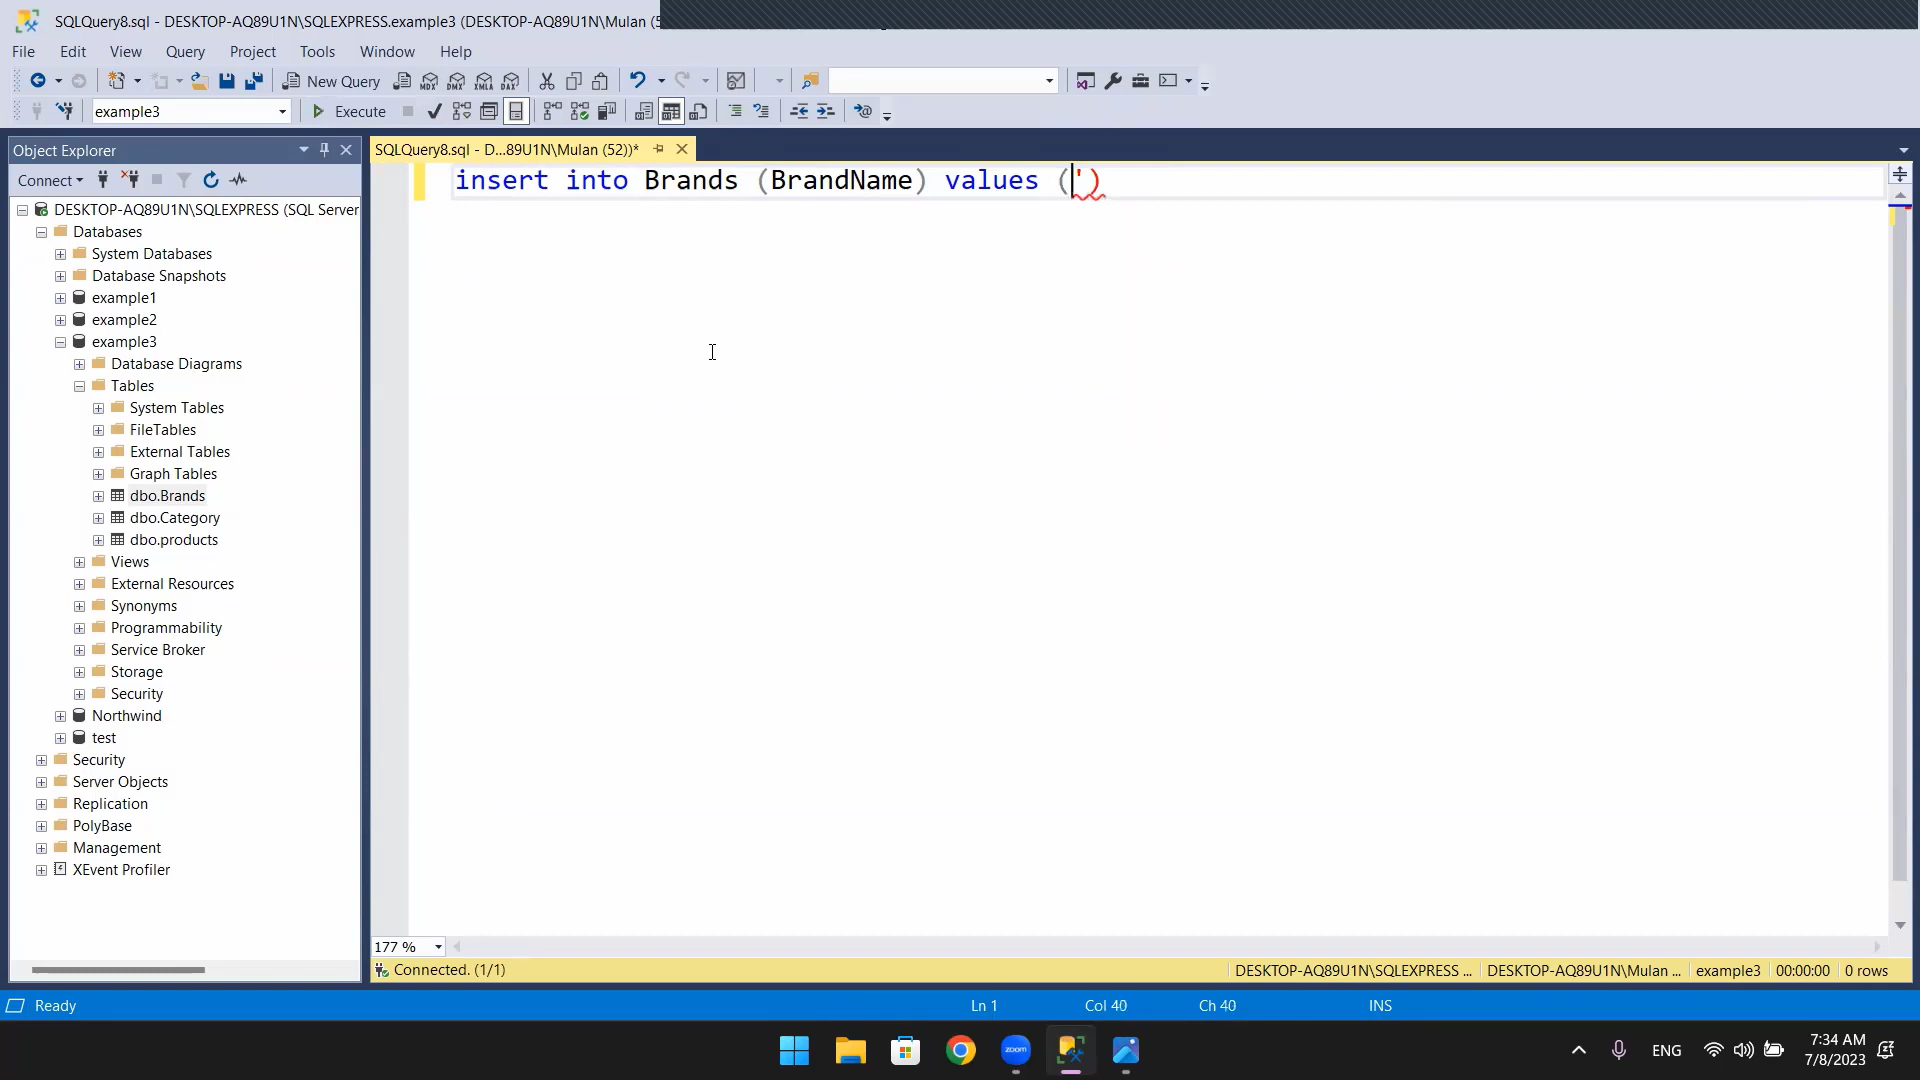 SQLQuery8.sql - DESKTOP-AQ89U1N\SQLEXPRESS.example3 (DESKTOP-AQ89U1N\Mulan (5
File Edit View Query Project Tools Window Help
New Query
MDX DMX XMLA DAX
example3 Execute
Object Explorer
SQLQuery8.sql - D...89U1N\Mulan (52))*
Connect
insert into Brands (BrandName) values (')
DESKTOP-AQ89U1N\SQLEXPRESS (SQL Server
Databases
System Databases
Database Snapshots
example1
example2
example3
Database Diagrams
Tables
System Tables
FileTables
External Tables
Graph Tables
dbo.Brands
dbo.Category
dbo.products
Views
External Resources
Synonyms
Programmability
Service Broker
Storage
Security
Northwind
test
Security
Server Objects
Replication
PolyBase
Management
XEvent Profiler
177 %
Connected. (1/1) DESKTOP-AQ89U1N\SQLEXPRESS ... DESKTOP-AQ89U1N\Mulan ... example3 00:00:00 0 rows
Ready Ln 1 Col 40 Ch 40 INS
zoom
ENG
7:34 AM
7/8/2023